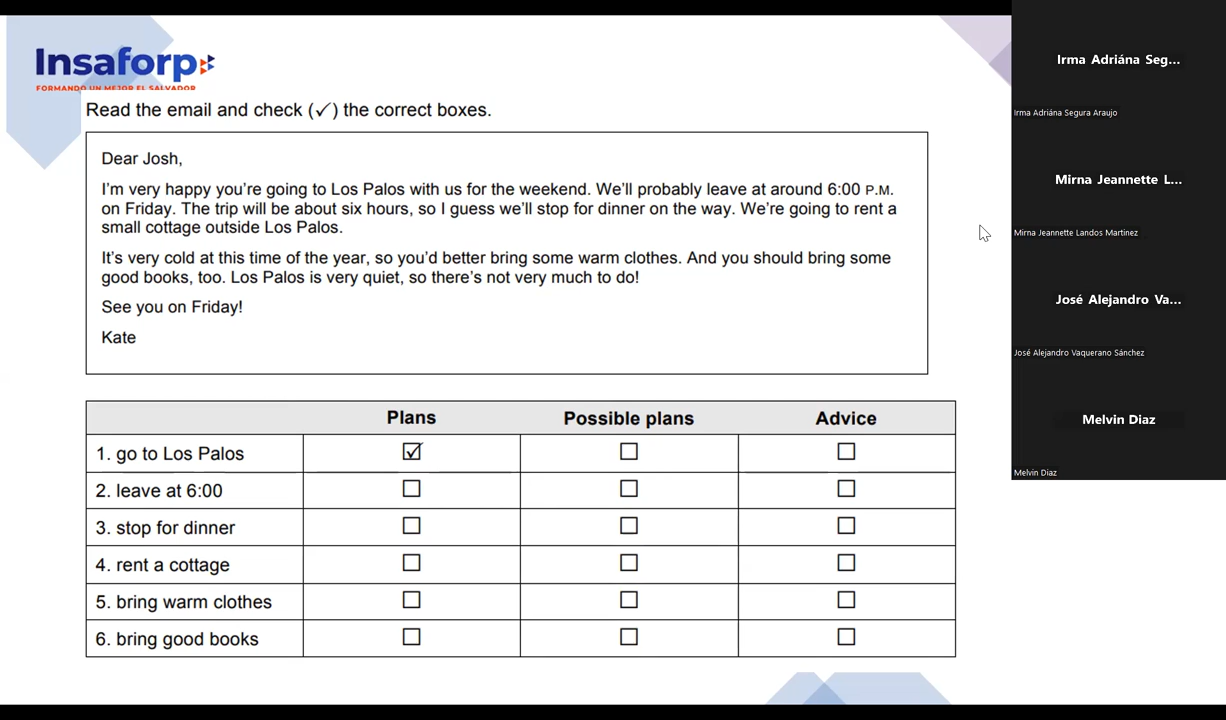 Insaforp
FORMANDO UN MEJOR EL SALVADOR
Read the email and check (✓) the correct boxes.
Dear Josh,
I'm very happy you're going to Los Palos with us for the weekend. We'll probably leave at around 6:00 P.M.
on Friday. The trip will be about six hours, so I guess we'll stop for dinner on the way. We're going to rent a
small cottage outside Los Palos.
It's very cold at this time of the year, so you'd better bring some warm clothes. And you should bring some
good books, too. Los Palos is very quiet, so there's not very much to do!
See you on Friday!
Kate
Plans Possible plans Advice
1. go to Los Palos ☑ ☐ ☐
2. leave at 6:00 ☐ ☐ ☐
3. stop for dinner ☐ ☐ ☐
4. rent a cottage ☐ ☐ ☐
5. bring warm clothes ☐ ☐ ☐
6. bring good books ☐ ☐ ☐
Irma Adriána Seg...
Irma Adriána Segura Araujo
Mirna Jeannette L...
Mirna Jeannette Landos Martinez
José Alejandro Va...
José Alejandro Vaquerano Sánchez
Melvin Diaz
Melvin Diaz